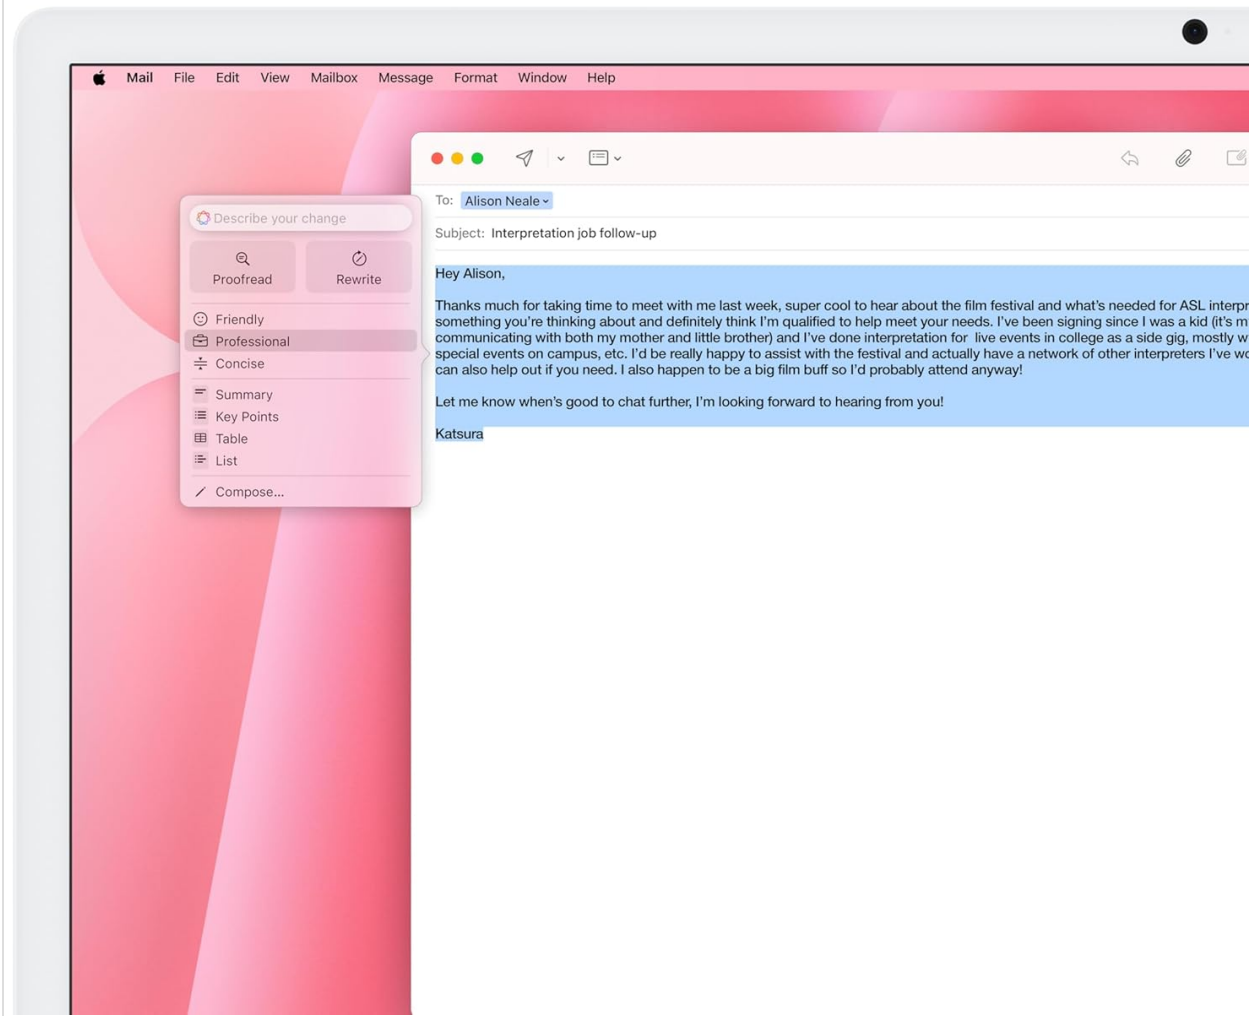 Mail File Edit View Mailbox Message Format Window Help
To: Alison Neale
Subject: Interpretation job follow-up
Describe your change
Proofread Rewrite
Friendly
Professional
Concise
Summary
Key Points
Table
List
Compose...
Hey Alison,
Thanks much for taking time to meet with me last week, super cool to hear about the film festival and what's needed for ASL
something you're thinking about and definitely think I'm qualified to help meet your needs. I've been signing since I was a kid (it's
communicating with both my mother and little brother) and I've done interpretation for live events in college as a side gig, mostly
special events on campus, etc. I'd be really happy to assist with the festival and actually have a network of other interpreters I've
can also help out if you need. I also happen to be a big film buff so I'd probably attend anyway!
Let me know when's good to chat further, I'm looking forward to hearing from you!
Katsura